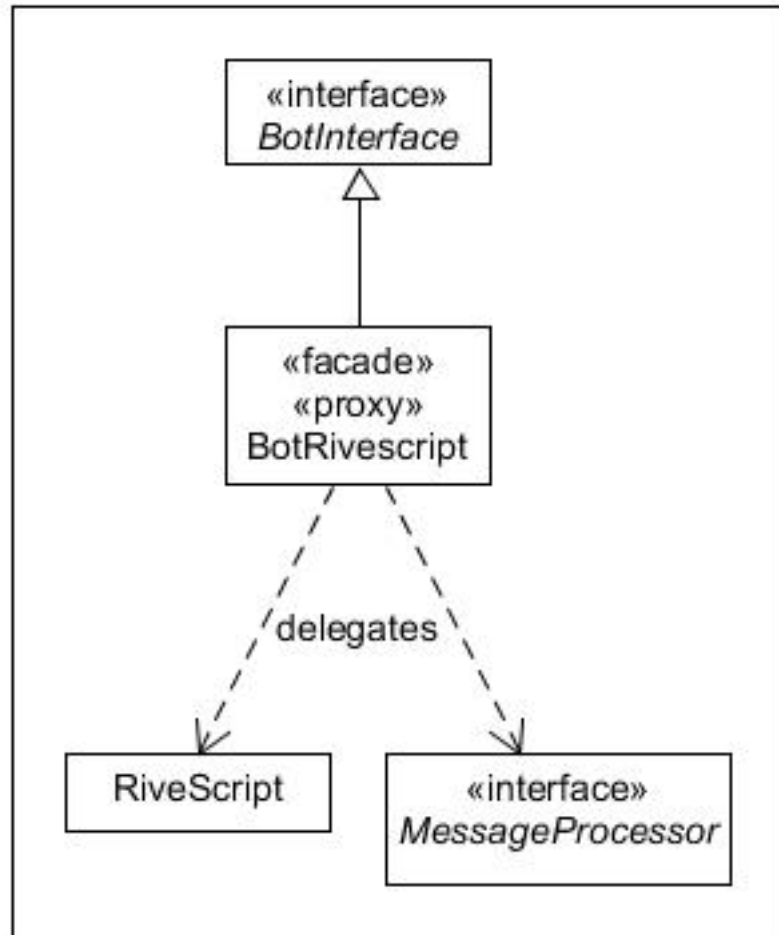 «interface»
BotInterface
«facade»
«proxy»
BotRivescript
delegates
RiveScript
«interface»
MessageProcessor